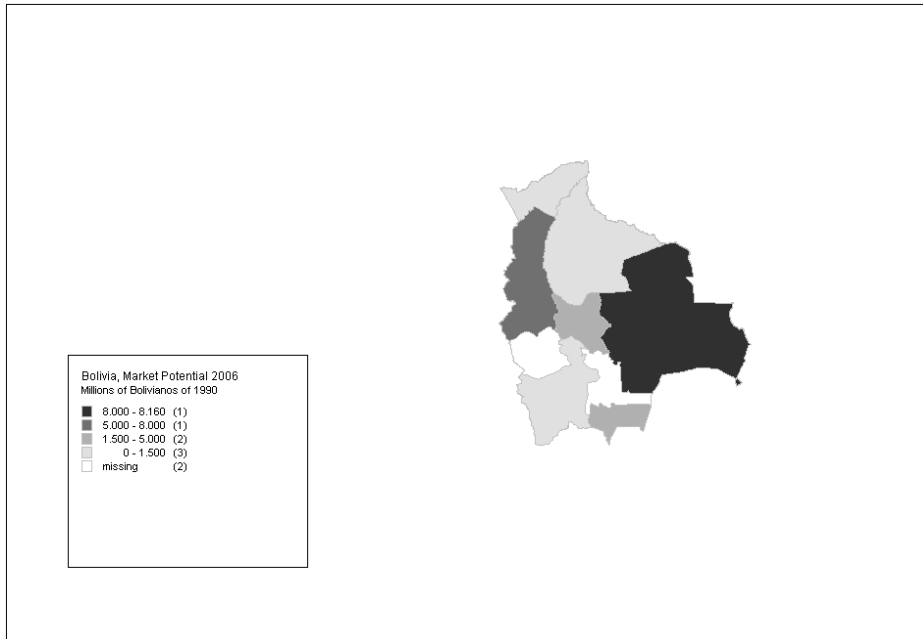 Bolivia, Market Potential 2006
Millions of Bolivianos of 1990
8.000 - 8.160 (1)
5.000 - 8.000 (1)
1.500 - 5.000 (2)
0 - 1.500 (3)
missing (2)